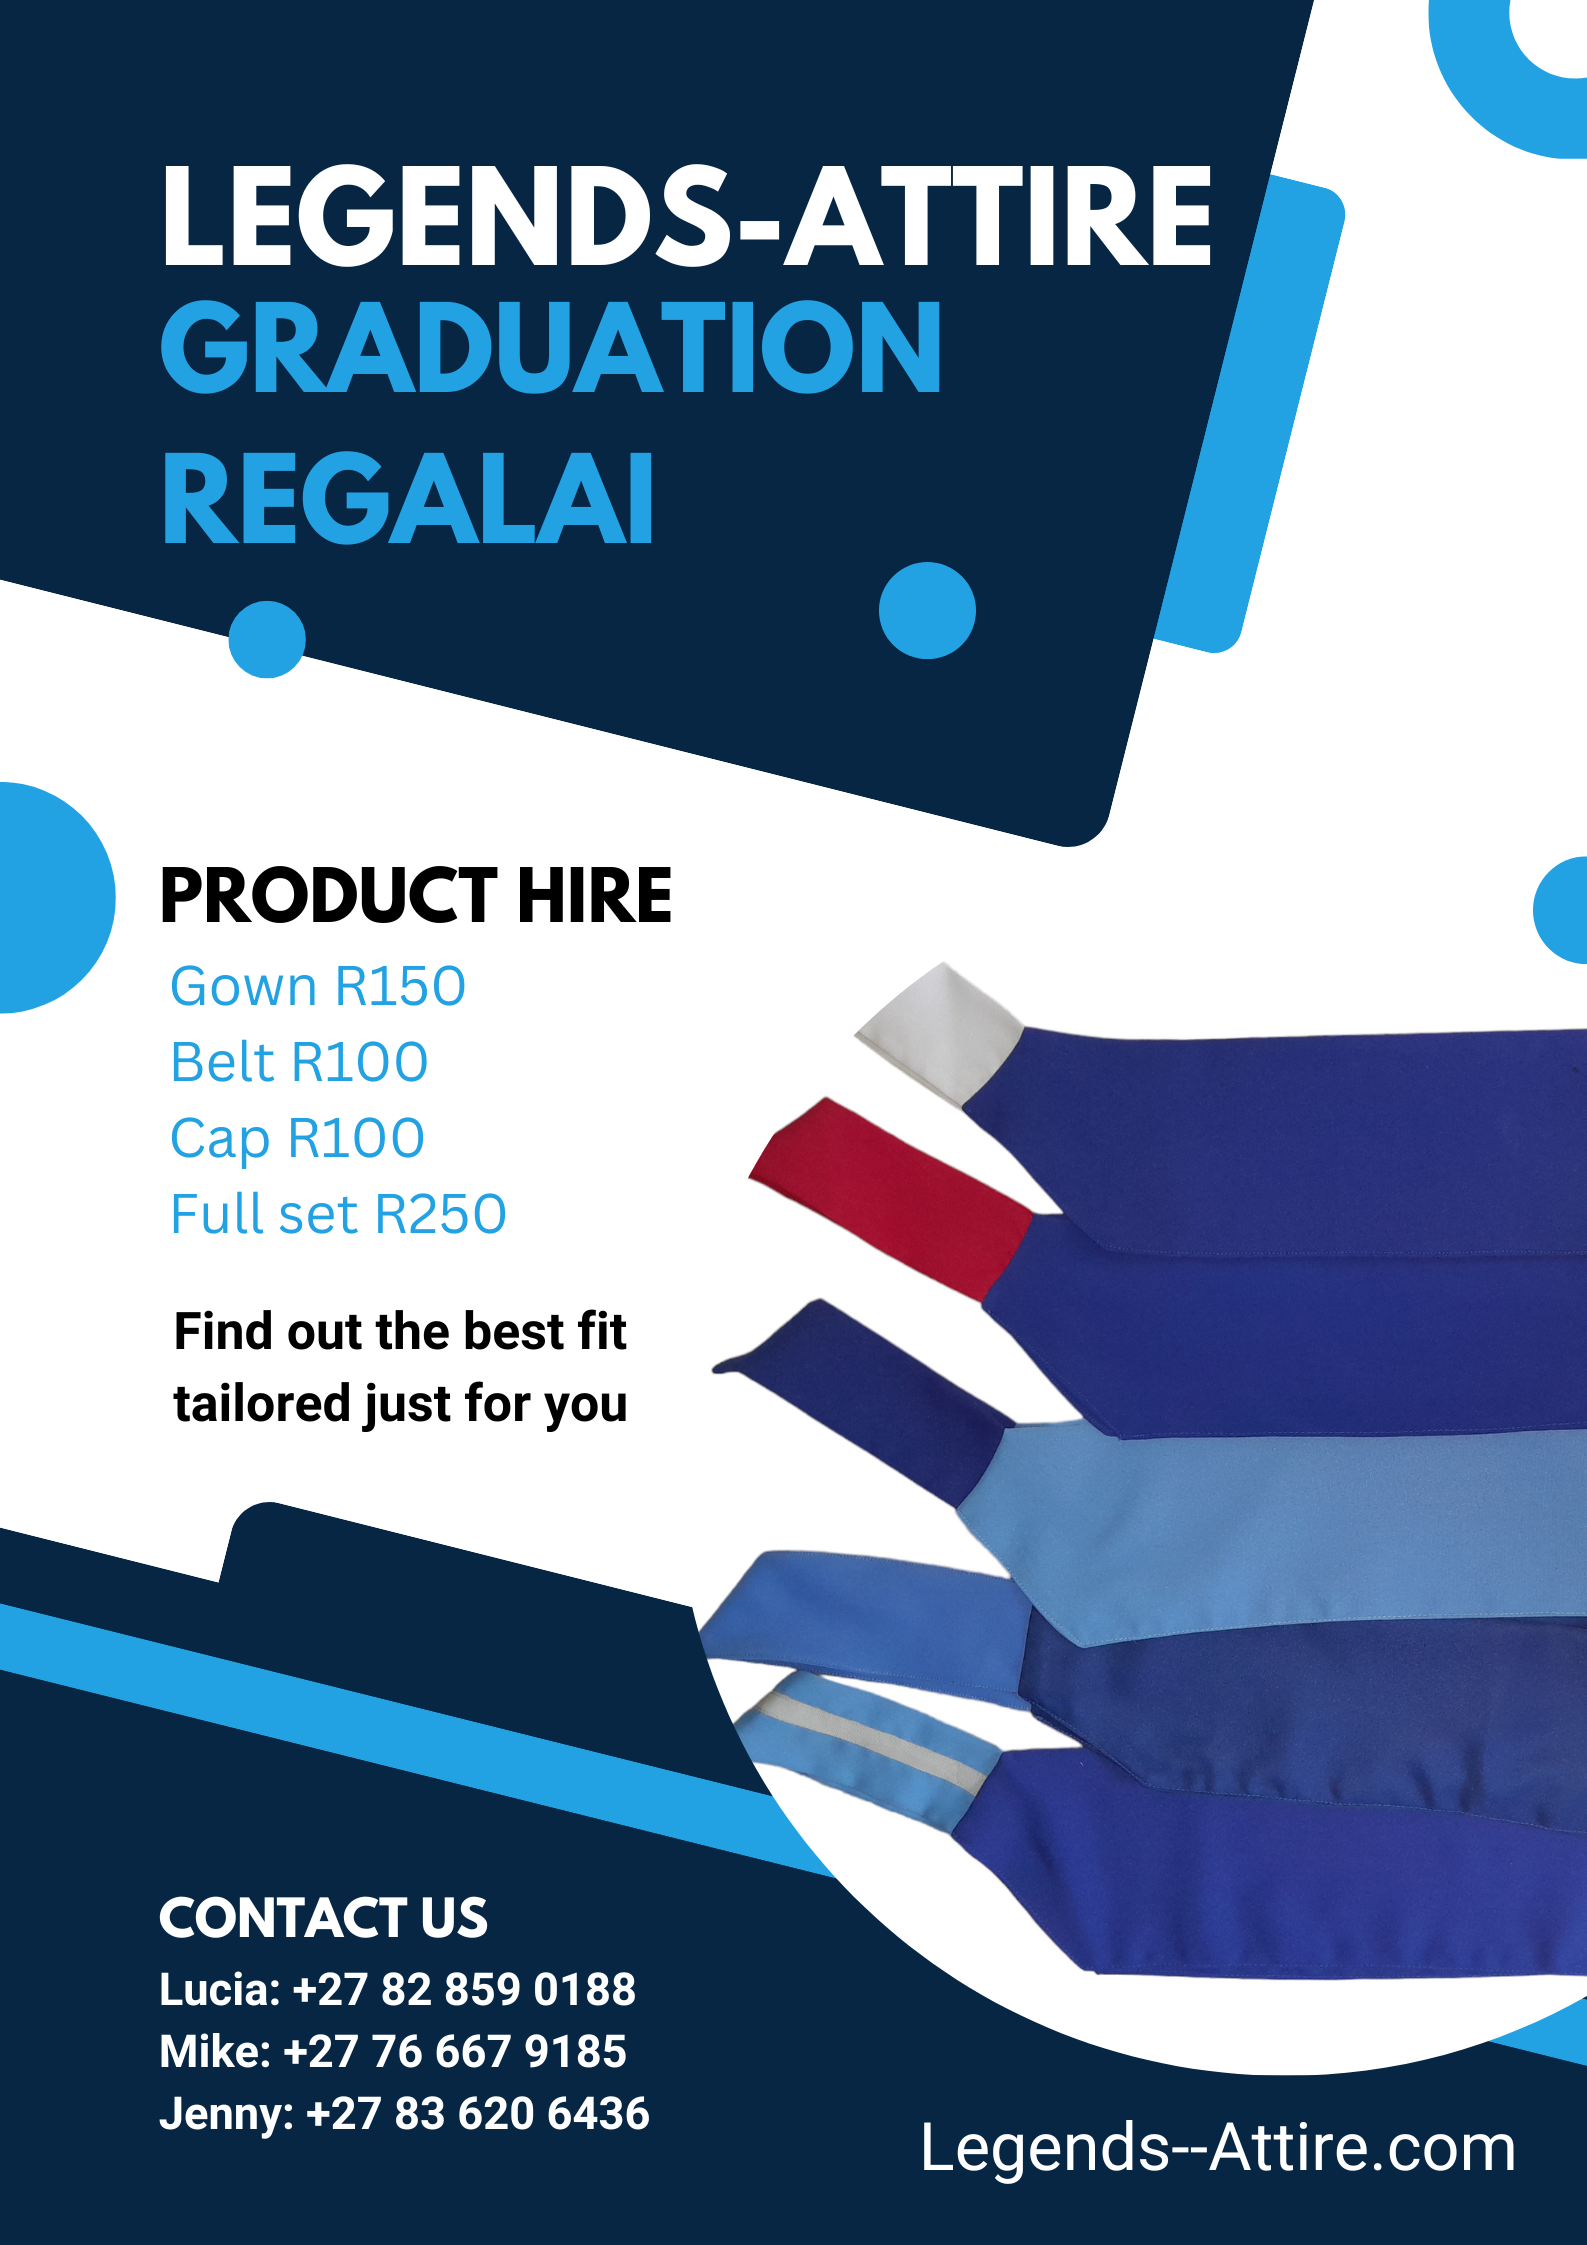 LEGENDS-ATTIRE
GRADUATION
REGALAI
PRODUCT HIRE
Gown R150
Belt R100
Cap R100
Full set R250
Find out the best fit
tailored just for you
CONTACT US
Lucia: +27 82 859 0188
Mike: +27 76 667 9185
Jenny: +27 83 620 6436
Legends--Attire.com